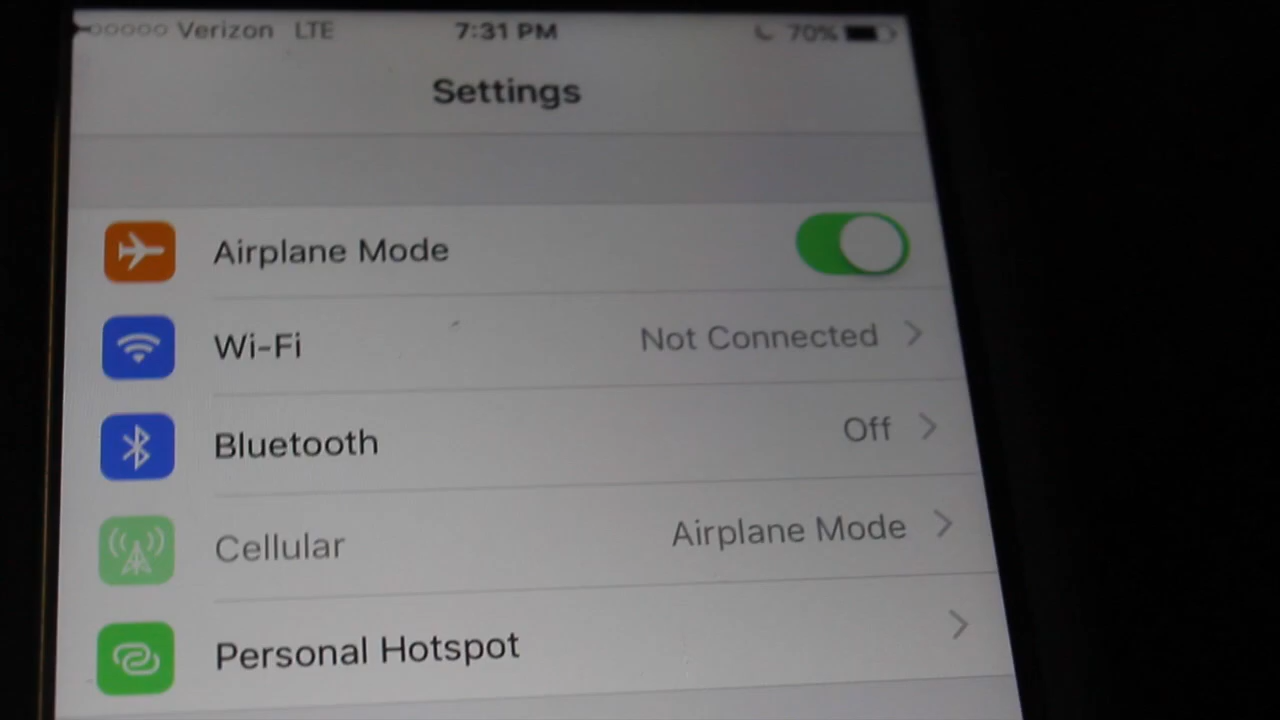 Verizon LTE 7:31 PM 70%
Settings
Airplane Mode
Wi-Fi Not Connected
Bluetooth Off
Cellular Airplane Mode
Personal Hotspot